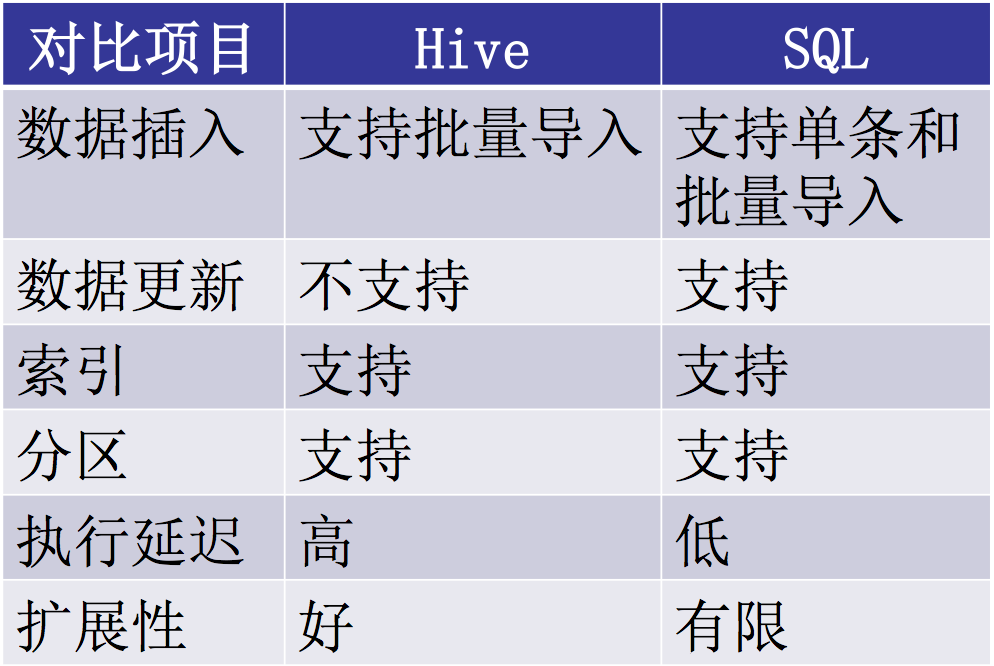 对比项目 Hive SQL
数据插入 支持批量导入 支持单条和
批量导入
数据更新 不支持 支持
索引 支持 支持
分区 支持 支持
执行延迟 高 低
扩展性 好 有限